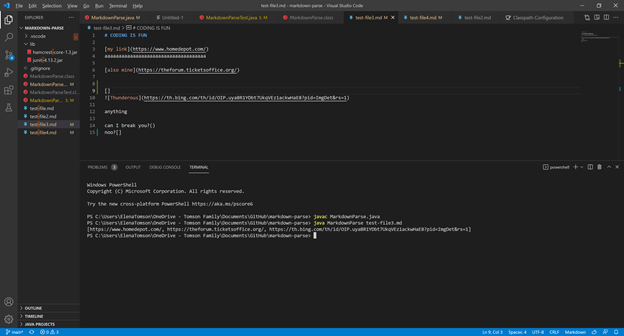 File Edit Selection View Go Run Terminal Help
test-file3.md - markdown-parse - Visual Studio Code
EXPLORER
MARKDOWN-PARSE
.vscode
lib
hamcrest-core-1.3.jar
junit-4.13.2.jar
.gitignore
MarkdownParse.class
MarkdownParse.... M
MarkdownParseTest.cl...
MarkdownP... 5, M
test-file.md
test-file2.md
test-file3.md M
test-file4.md M
OUTLINE
TIMELINE
JAVA PROJECTS
MarkdownParse.java M
Untitled-1
MarkdownParseTest.java 5, M
MarkdownParse.class
test-file3.md M
test-file4.md M
test-file2.md
Classpath Configuration
test-file3.md > # CODING IS FUN
1 # CODING IS FUN
2
3 [my link](https://www.homedepot.com/)
4
5
6 [also mine](https://theforum.ticketsoffice.org/)
7
8
9 []
10 ![Thunderous](https://th.bing.com/th/id/OIP.uyaBR1YDbt7UkqVEz1ackwHaE8?pid=ImgDet&rs=1)
11
12 anything
13
14 can I break you?()
15 noo?[]
PROBLEMS 5 OUTPUT DEBUG CONSOLE TERMINAL
powershell
Windows PowerShell
Copyright (C) Microsoft Corporation. All rights reserved.
Try the new cross-platform PowerShell https://aka.ms/pscore6
PS C:\Users\ElenaTomson\OneDrive - Tomson Family\Documents\GitHub\markdown-parse> javac MarkdownParse.java
PS C:\Users\ElenaTomson\OneDrive - Tomson Family\Documents\GitHub\markdown-parse> java MarkdownParse test-file3.md
[https://www.homedepot.com/, https://theforum.ticketsoffice.org/, https://th.bing.com/th/id/OIP.uyaBR1YDbt7UkqVEz1ackwHaE8?pid=ImgDet&rs=1]
PS C:\Users\ElenaTomson\OneDrive - Tomson Family\Documents\GitHub\markdown-parse>
main*
Ln 9, Col 3 Spaces: 4 UTF-8 CRLF Markdown